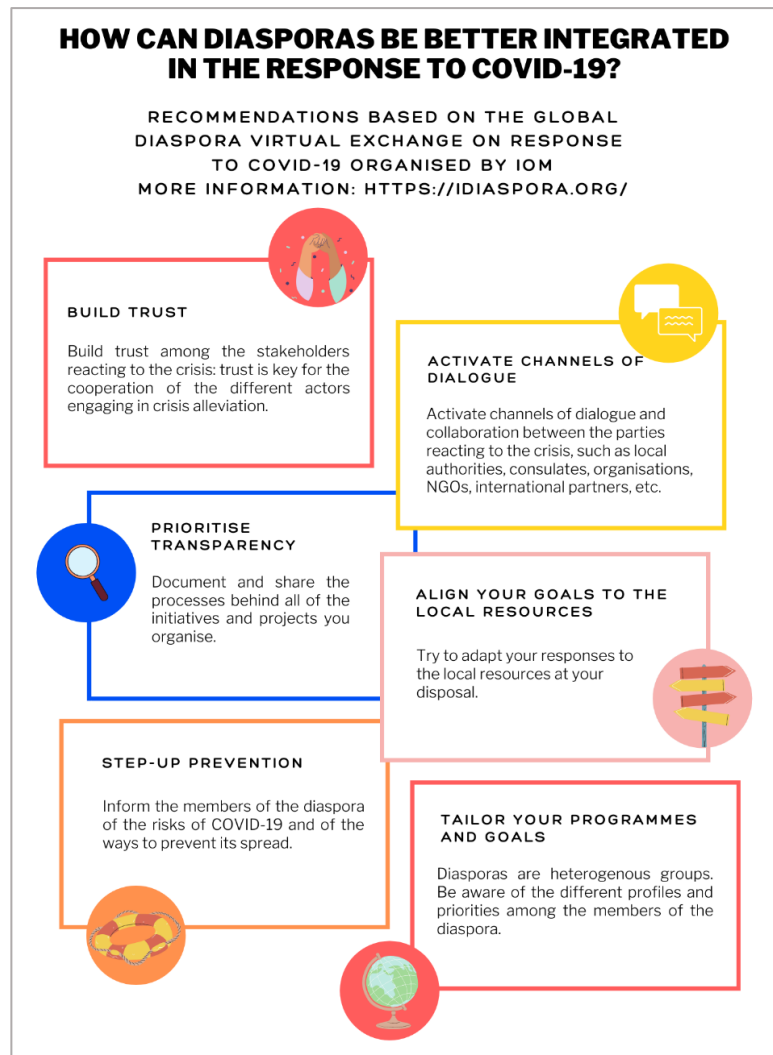 HOW CAN DIASPORAS BE BETTER INTEGRATED
IN THE RESPONSE TO COVID-19?
RECOMMENDATIONS BASED ON THE GLOBAL
DIASPORA VIRTUAL EXCHANGE ON RESPONSE
TO COVID-19 ORGANISED BY IOM
MORE INFORMATION: HTTPS://IDIASPORA.ORG/
BUILD TRUST
Build trust among the stakeholders
reacting to the crisis: trust is key for the
cooperation of the different actors
engaging in crisis alleviation.
ACTIVATE CHANNELS OF
DIALOGUE
Activate channels of dialogue and
collaboration between the parties
reacting to the crisis, such as local
authorities, consulates, organisations,
NGOs, international partners, etc.
PRIORITISE
TRANSPARENCY
Document and share the
processes behind all of the
initiatives and projects you
organise.
ALIGN YOUR GOALS TO THE
LOCAL RESOURCES
Try to adapt your responses to
the local resources at your
disposal.
STEP-UP PREVENTION
Inform the members of the diaspora
of the risks of COVID-19 and of the
ways to prevent its spread.
TAILOR YOUR PROGRAMMES
AND GOALS
Diasporas are heterogenous groups.
Be aware of the different profiles and
priorities among the members of the
diaspora.